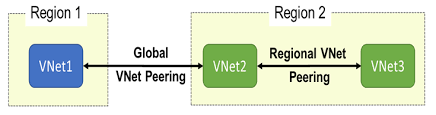 Region 1
Region 2
VNet1
Global
VNet Peering
VNet2
Regional VNet
Peering
VNet3